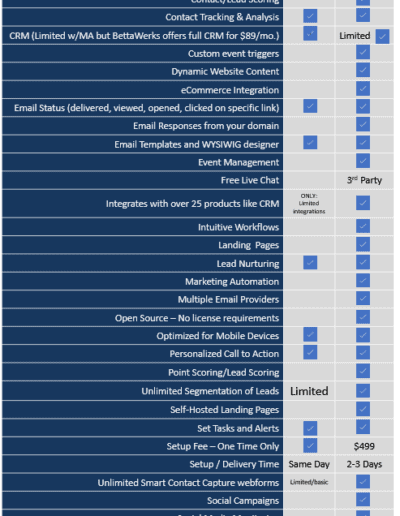 Contact/Lead Scoring
Contact Tracking & Analysis
CRM (Limited w/MA but BettaWerks offers full CRM for $89/mo.) Limited
Custom event triggers
Dynamic Website Content
eCommerce Integration
Email Status (delivered, viewed, opened, clicked on specific link)
Email Responses from your domain
Email Templates and WYSIWIG designer
Event Management
Free Live Chat 3rd Party
ONLY:
Integrates with over 25 products like CRM Limited
integrations
Intuitive Workflows
Landing Pages
Lead Nurturing
Marketing Automation
Multiple Email Providers
Open Source – No license requirements
Optimized for Mobile Devices
Personalized Call to Action
Point Scoring/Lead Scoring
Unlimited Segmentation of Leads Limited
Self-Hosted Landing Pages
Set Tasks and Alerts
Setup Fee – One Time Only $499
Setup / Delivery Time Same Day 2-3 Days
Unlimited Smart Contact Capture webforms Limited/basic
Social Campaigns